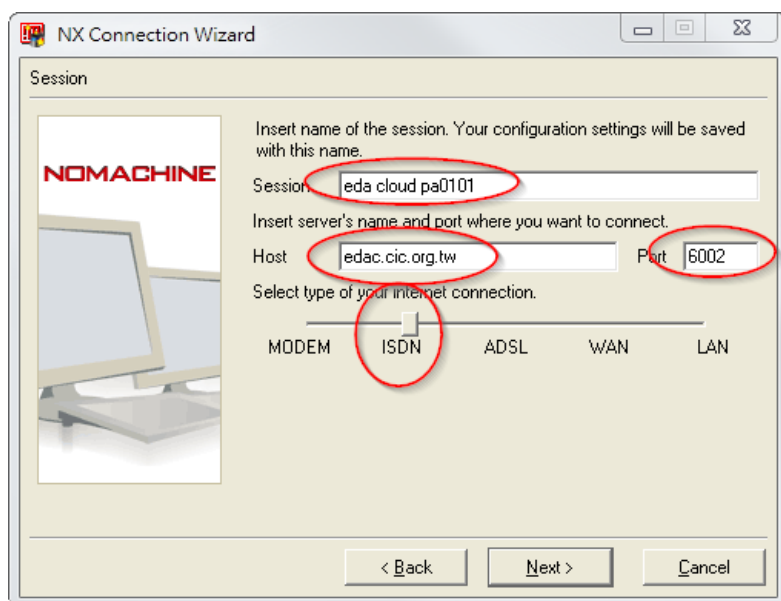 NX Connection Wizard
Session
NOMACHINE
Insert name of the session. Your configuration settings will be saved
with this name.
Session eda cloud pa0101
Insert server's name and port where you want to connect.
Host edac.cic.org.tw Port 6002
Select type of your internet connection.
MODEM ISDN ADSL WAN LAN
< Back Next > Cancel